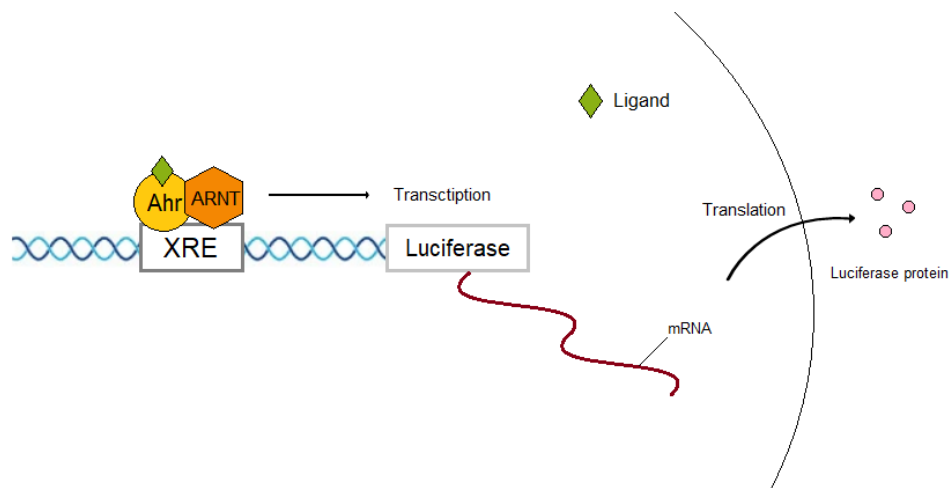 Ligand
Ahr
ARNT
Transctiption
Translation
XRE
Luciferase
Luciferase protein
mRNA